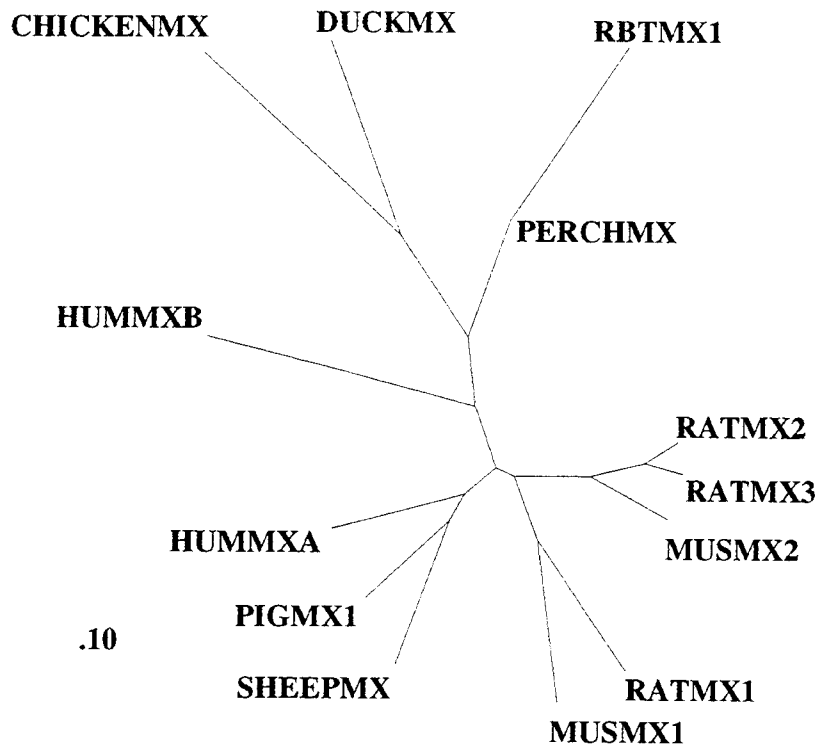 CHICKENMX
DUCKMX
RBTMX1
PERCHMX
HUMMXB
RATMX2
RATMX3
HUMMXA
MUSMX2
PIGMX1
.10
SHEEPMX
RATMX1
MUSMX1